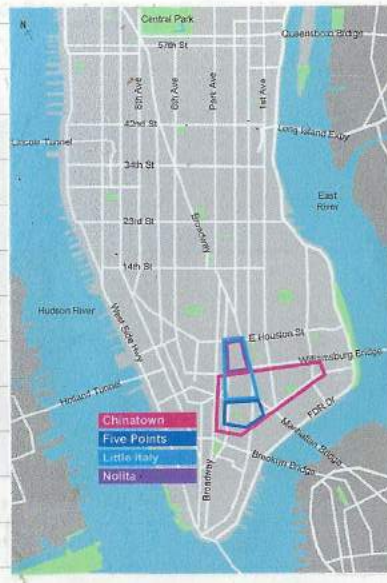 N
Central Park
57th St
Queensboro Bridge
8th Ave
6th Ave
Park Ave
1st Ave
42nd St
Long Island Expy
Lincoln Tunnel
34th St
East
River
23rd St
Broadway
14th St
Hudson River
West Side Hwy
E Houston St
Williamsburg Bridge
Holland Tunnel
FDR Dr
Chinatown
Five Points
Little Italy
Nolita
Manhattan Bridge
Brooklyn Bridge
Broadway